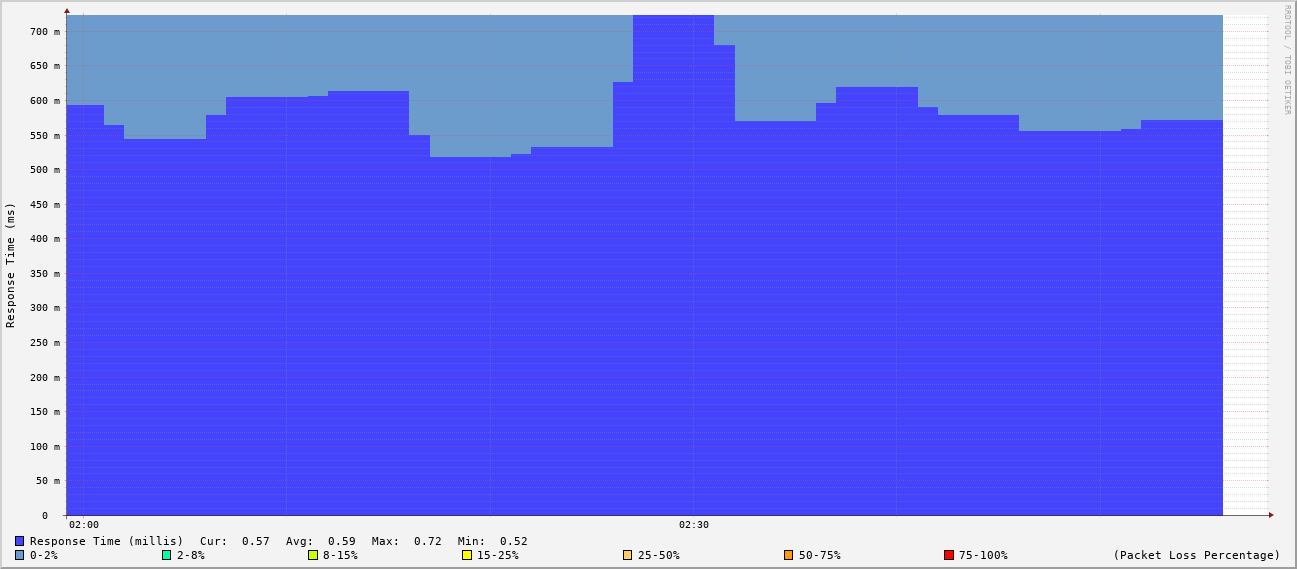 RRDTOOL / TOBI OETIKER
Response Time (ms)
700 m
650 m
600 m
550 m
500 m
450 m
400 m
350 m
300 m
250 m
200 m
150 m
100 m
50 m
0
02:00 02:30
Response Time (millis) Cur: 0.57 Avg: 0.59 Max: 0.72 Min: 0.52
0-2% 2-8% 8-15% 15-25% 25-50% 50-75% 75-100% (Packet Loss Percentage)